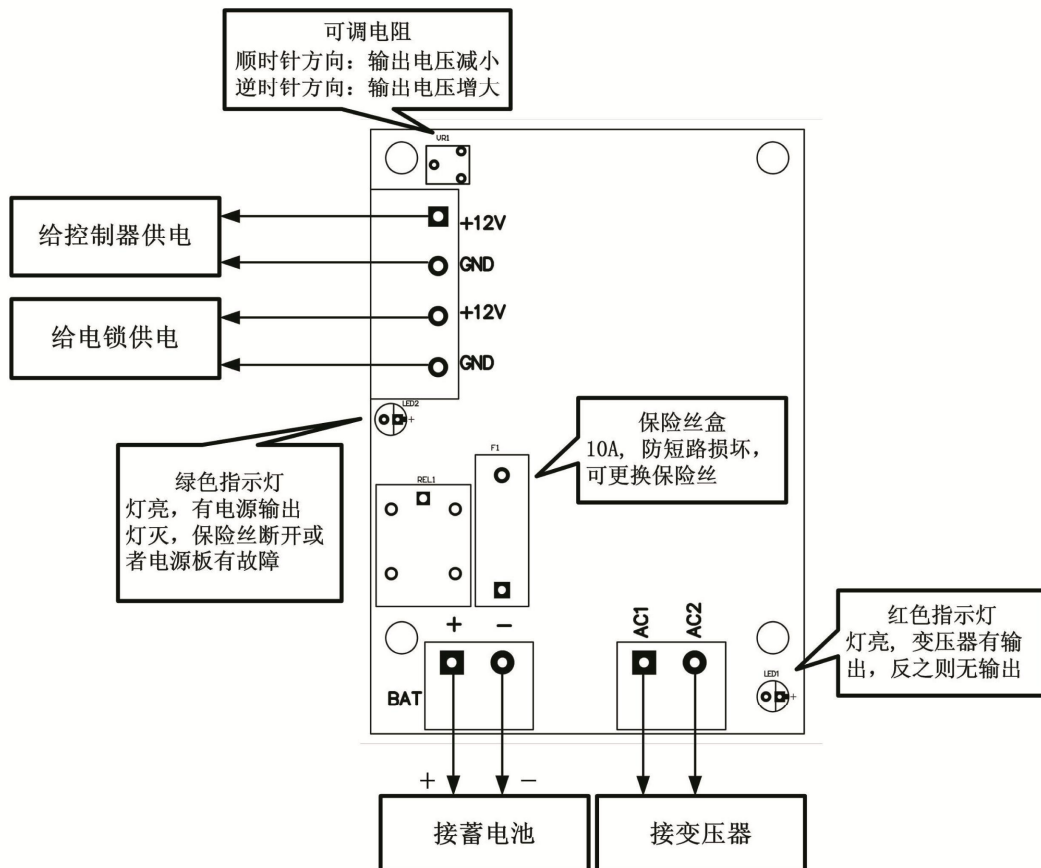 可调电阻
顺时针方向：输出电压减小
逆时针方向：输出电压增大
VR1
给控制器供电
+12V
GND
给电锁供电
+12V
GND
LED2
+
绿色指示灯
灯亮，有电源输出
灯灭，保险丝断开或
者电源板有故障
保险丝盒
10A，防短路损坏，
可更换保险丝
REL1
F1
+ −
BAT
AC1
AC2
红色指示灯
灯亮，变压器有输
出，反之则无输出
LED1
+
+ −
接蓄电池
接变压器